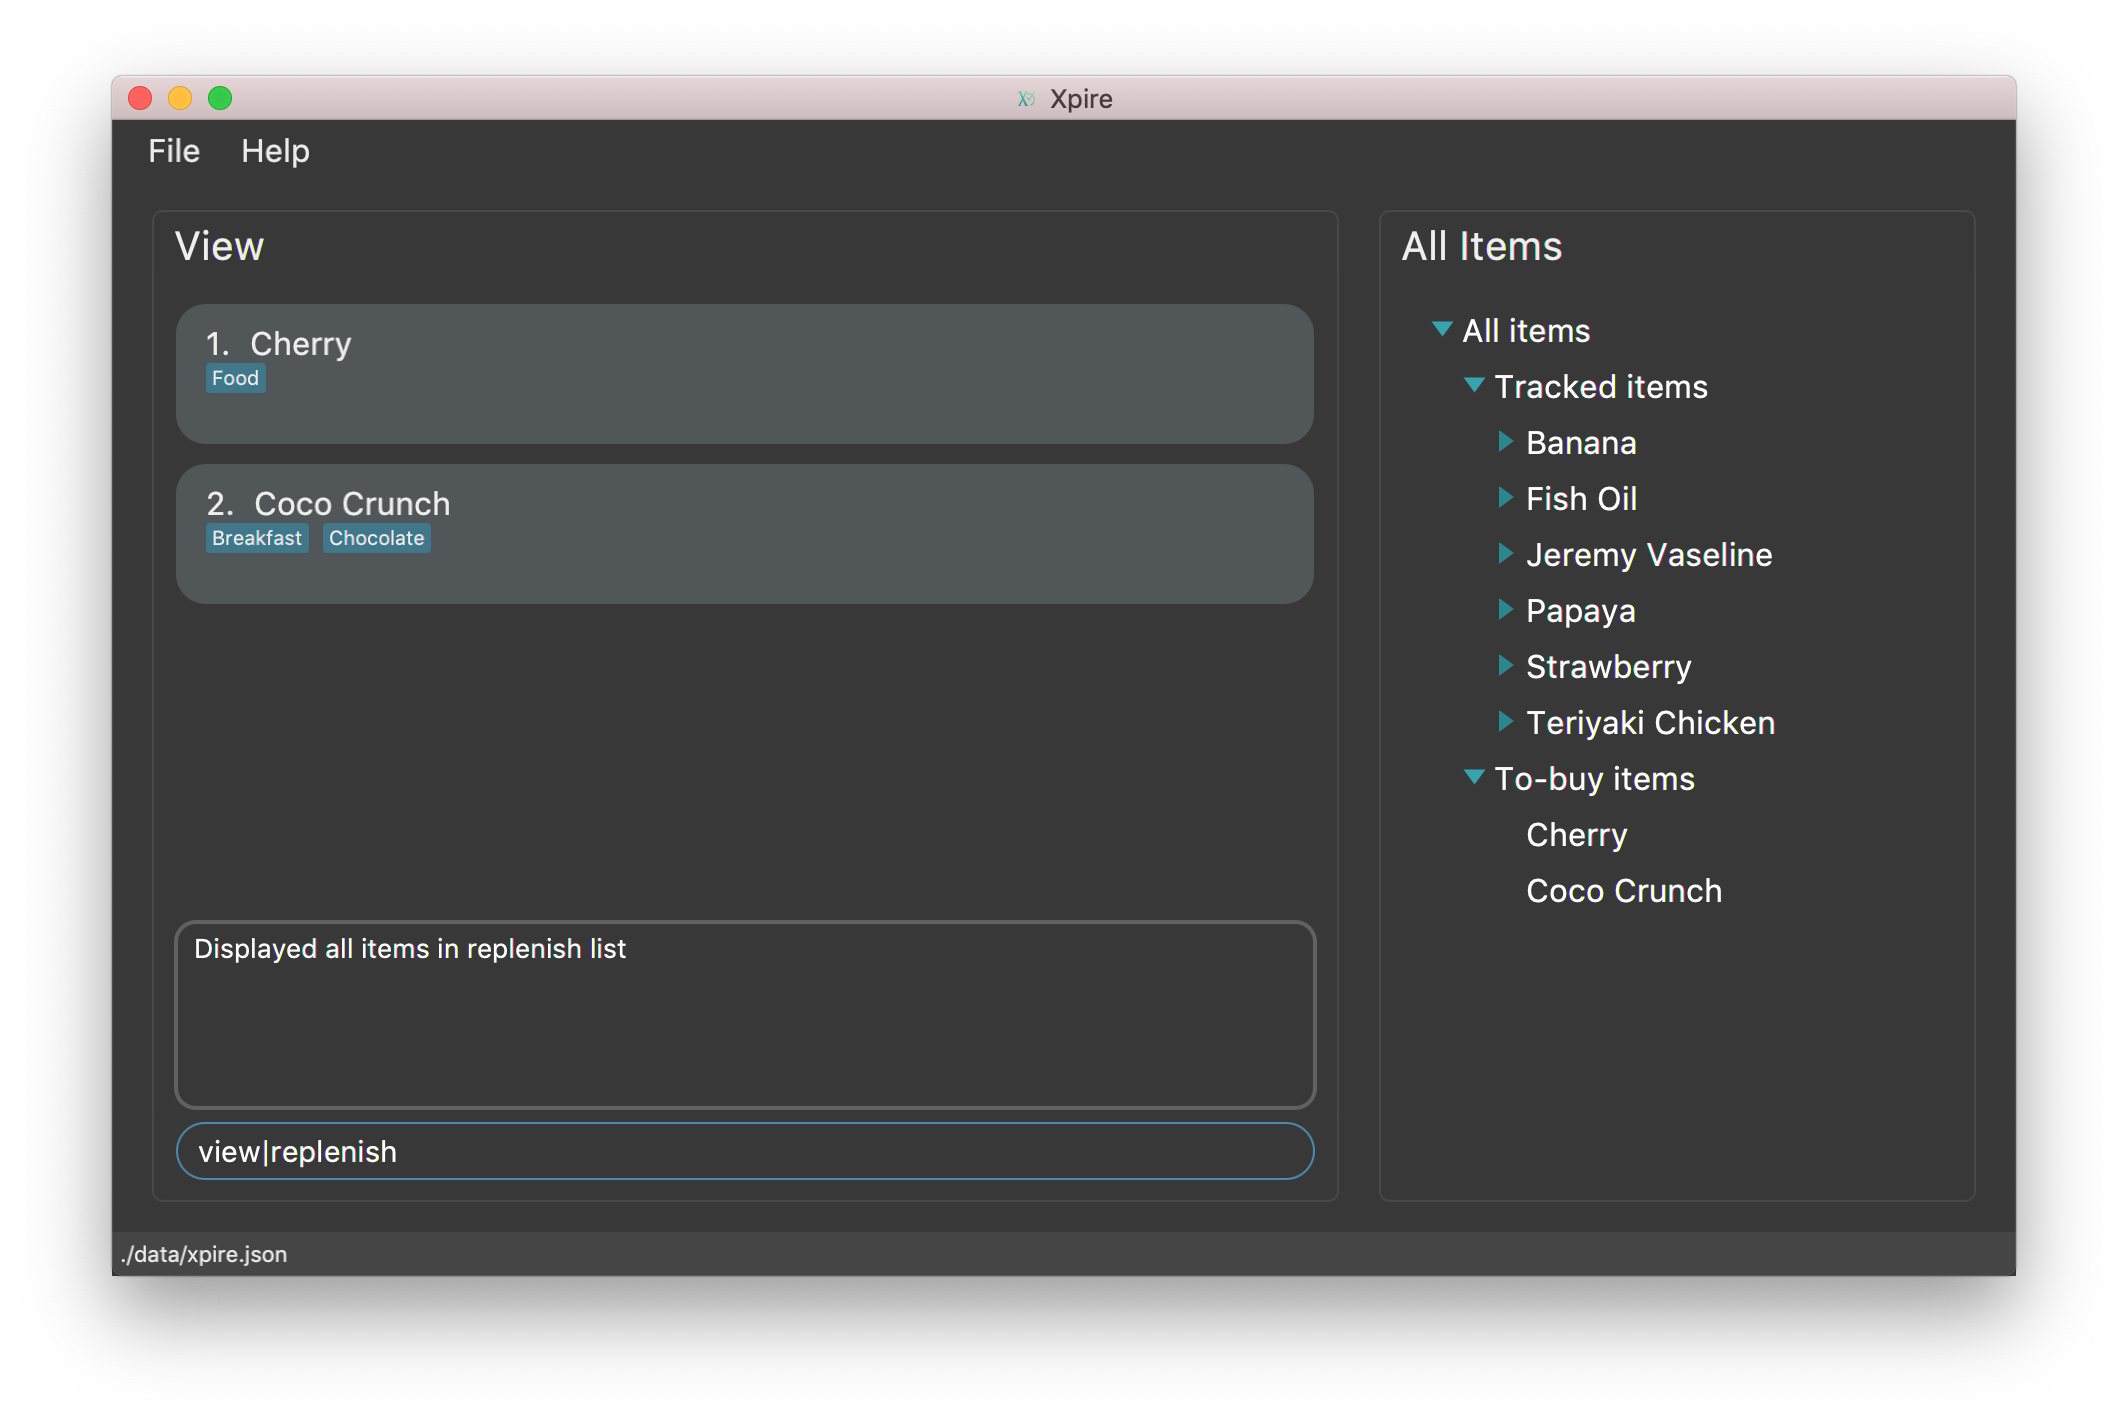 Xpire
File Help
View
1. Cherry
Food
2. Coco Crunch
Breakfast Chocolate
Displayed all items in replenish list
view|replenish
All Items
All items
Tracked items
Banana
Fish Oil
Jeremy Vaseline
Papaya
Strawberry
Teriyaki Chicken
To-buy items
Cherry
Coco Crunch
./data/xpire.json